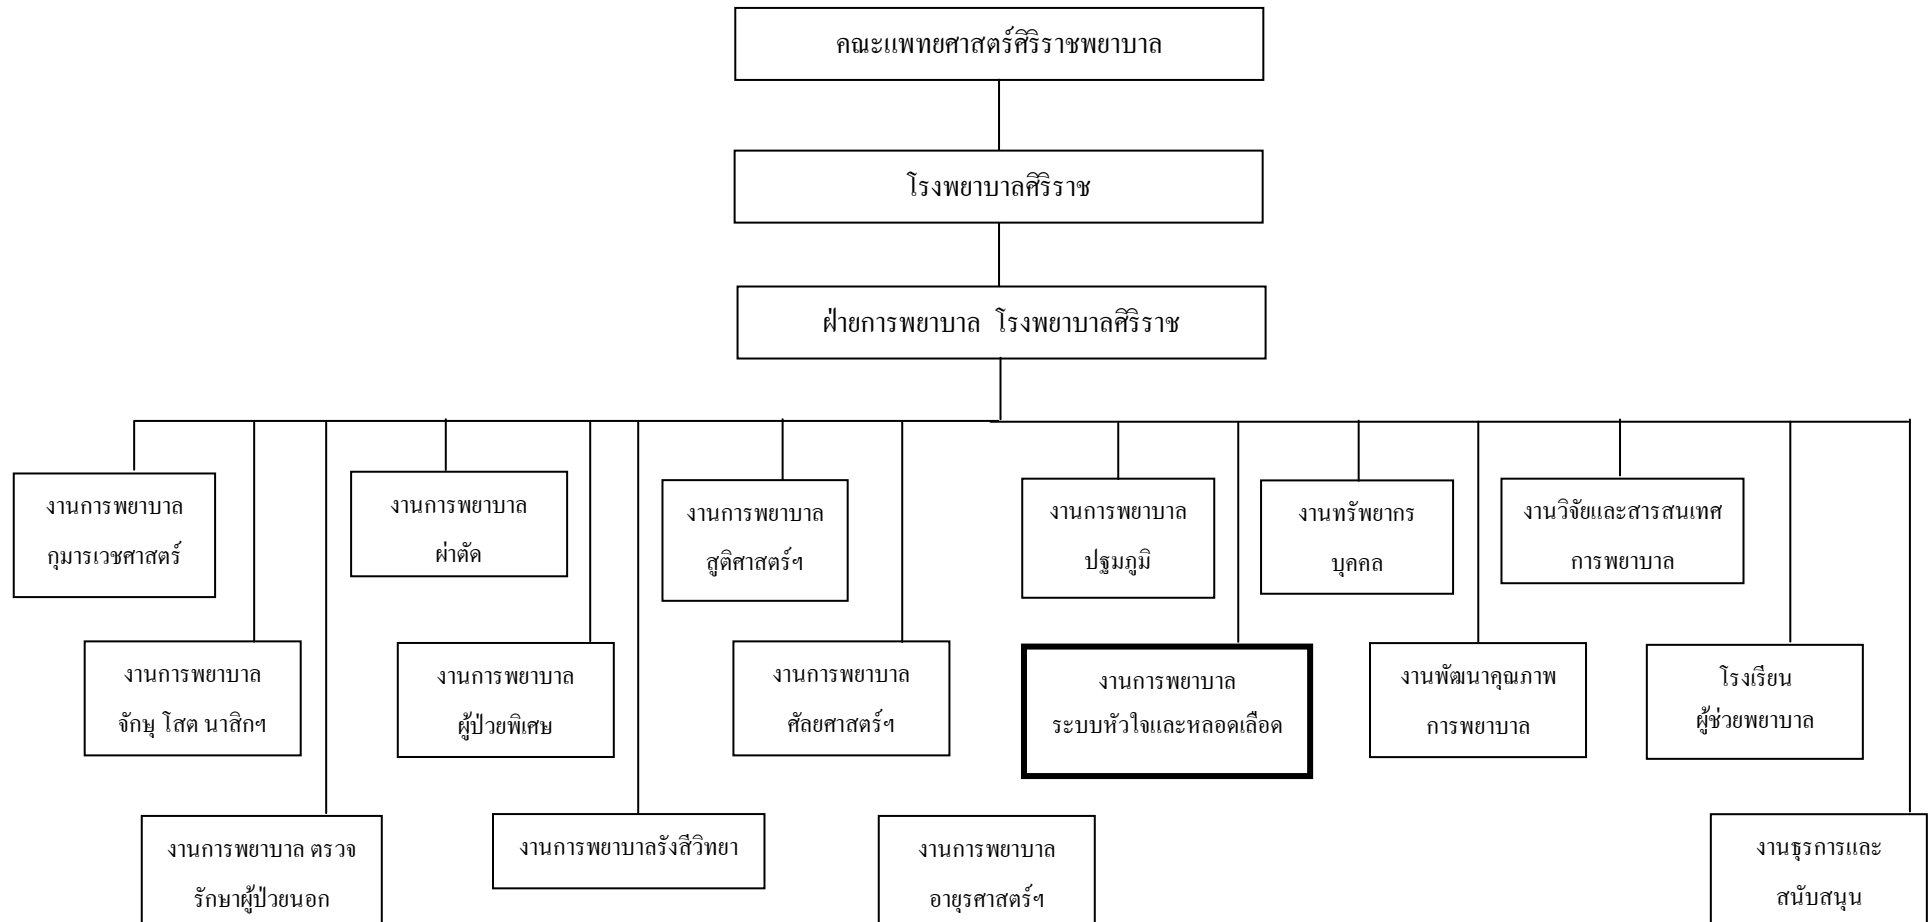 คณะแพทยศาสตร์ศิริราชพยาบาล
โรงพยาบาลศิริราช
ฝ่ายการพยาบาล โรงพยาบาลศิริราช
งานการพยาบาล
กุมารเวชศาสตร์
งานการพยาบาล
ผ่าตัด
งานการพยาบาล
สูติศาสตร์ฯ
งานการพยาบาล
ปฐมภูมิ
งานทรัพยากร
บุคคล
งานวิจัยและสารสนเทศ
การพยาบาล
งานการพยาบาล
จักษุ โสต นาสิกฯ
งานการพยาบาล
ผู้ป่วยพิเศษ
งานการพยาบาล
ศัลยศาสตร์ฯ
งานการพยาบาล
ระบบหัวใจและหลอดเลือด
งานพัฒนาคุณภาพ
การพยาบาล
โรงเรียน
ผู้ช่วยพยาบาล
งานการพยาบาล ตรวจ
รักษาผู้ป่วยนอก
งานการพยาบาลรังสีวิทยา
งานการพยาบาล
อายุรศาสตร์ฯ
งานธุรการและ
สนับสนุน